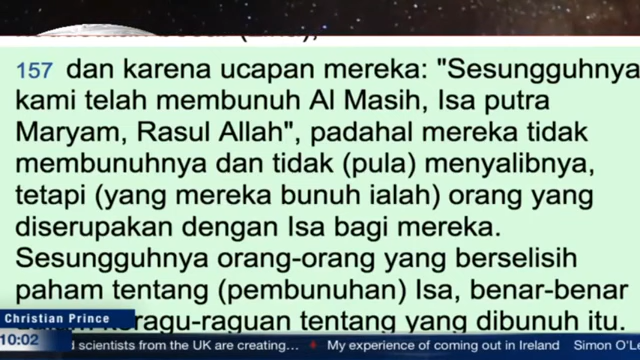 157 dan karena ucapan mereka: "Sesungguhnya
kami telah membunuh Al Masih, Isa putra
Maryam, Rasul Allah", padahal mereka tidak
membunuhnya dan tidak (pula) menyalibnya,
tetapi (yang mereka bunuh ialah) orang yang
diserupakan dengan Isa bagi mereka.
Sesungguhnya orang-orang yang berselisih
paham tentang (pembunuhan) Isa, benar-benar
ragu-raguan tentang yang dibunuh itu.
Christian Prince
10:02 scientists from the UK are creating... My experience of coming out in Ireland Simon O'L